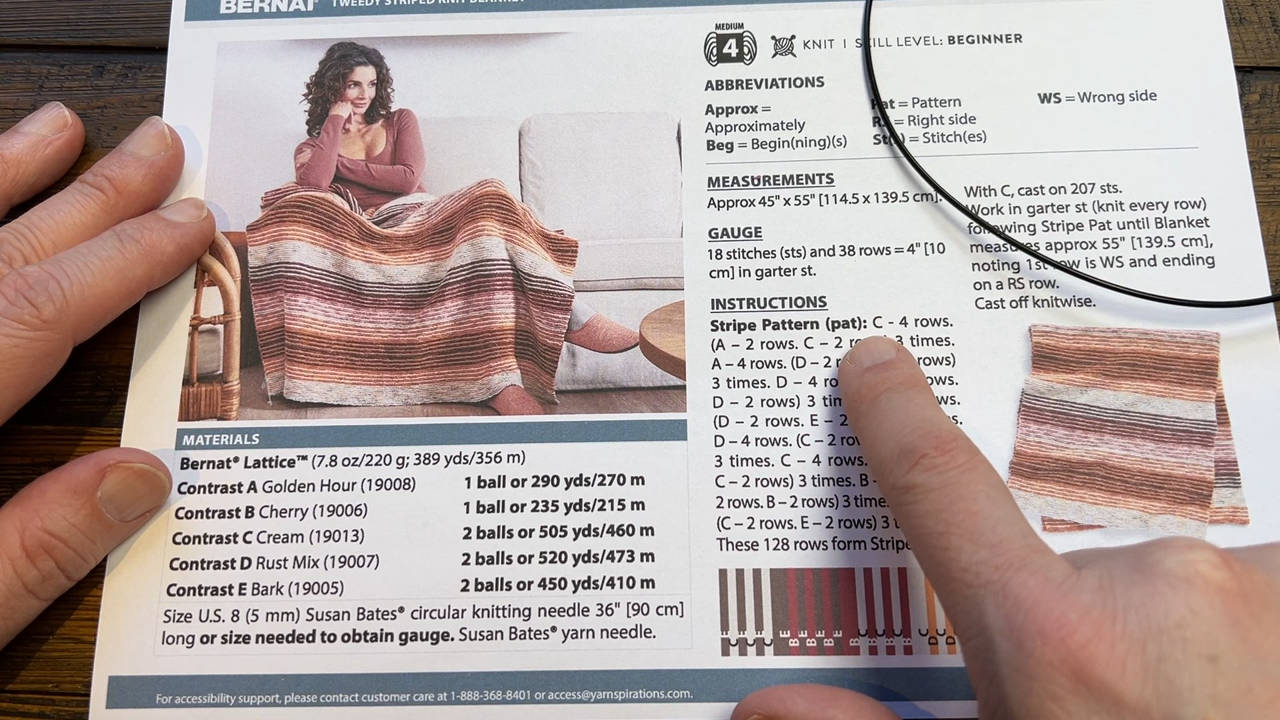 BERNAT
TWEEDY STRIPED KNIT BLANKET
MEDIUM
4
KNIT | SKILL LEVEL: BEGINNER
ABBREVIATIONS
Approx =
Approximately
Beg = Begin(ning)(s)
Pat = Pattern
RS = Right side
St(s) = Stitch(es)
WS = Wrong side
MEASUREMENTS
Approx 45" x 55" [114.5 x 139.5 cm].
GAUGE
18 stitches (sts) and 38 rows = 4" [10
cm] in garter st.
INSTRUCTIONS
Stripe Pattern (pat): C - 4 rows.
(A – 2 rows. C – 2 3 times.
A – 4 rows. (D – 2 rows)
3 times. D – 4
D – 2 rows) 3
(D – 2 rows. E – 2
D – 4 rows. (C – 2
3 times. C – 4 rows.
C – 2 rows) 3 times. B
2 rows. B – 2 rows) 3
(C – 2 rows. E – 2 rows) 3
These 128 rows form Stripe
With C, cast on 207 sts.
Work in garter st (knit every row)
following Stripe Pat until Blanket
measures approx 55" [139.5 cm],
noting 1st row is WS and ending
on a RS row.
Cast off knitwise.
MATERIALS
Bernat® Lattice™ (7.8 oz/220 g; 389 yds/356 m)
Contrast A Golden Hour (19008) 1 ball or 290 yds/270 m
Contrast B Cherry (19006) 1 ball or 235 yds/215 m
Contrast C Cream (19013) 2 balls or 505 yds/460 m
Contrast D Rust Mix (19007) 2 balls or 520 yds/473 m
Contrast E Bark (19005) 2 balls or 450 yds/410 m
Size U.S. 8 (5 mm) Susan Bates® circular knitting needle 36" [90 cm]
long or size needed to obtain gauge. Susan Bates® yarn needle.
For accessibility support, please contact customer care at 1-888-368-8401 or access@yarnspirations.com.